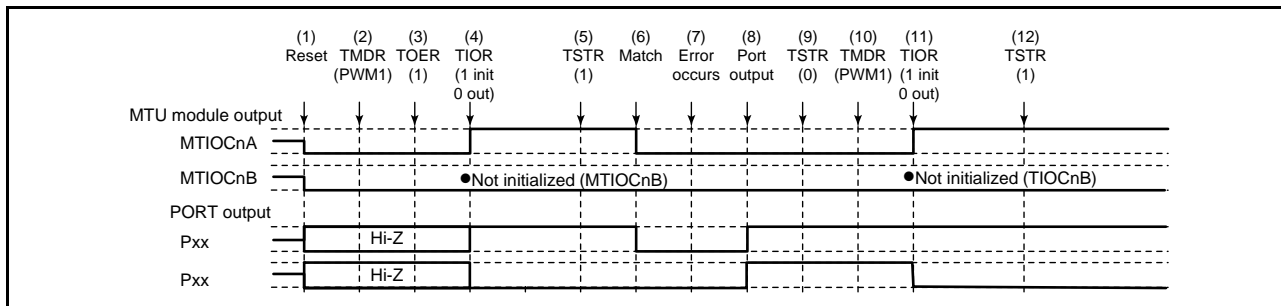 (1) (2) (3) (4) (5) (6) (7) (8) (9) (10) (11) (12)
Reset TMDR TOER TIOR TSTR Match Error Port TSTR TMDR TIOR TSTR
(PWM1) (1) (1 init (1) occurs output (0) (PWM1) (1 init (1)
0 out) 0 out)
MTU module output
MTIOCnA
MTIOCnB ●Not initialized (MTIOCnB) ●Not initialized (TIOCnB)
PORT output
Pxx Hi-Z
Pxx Hi-Z